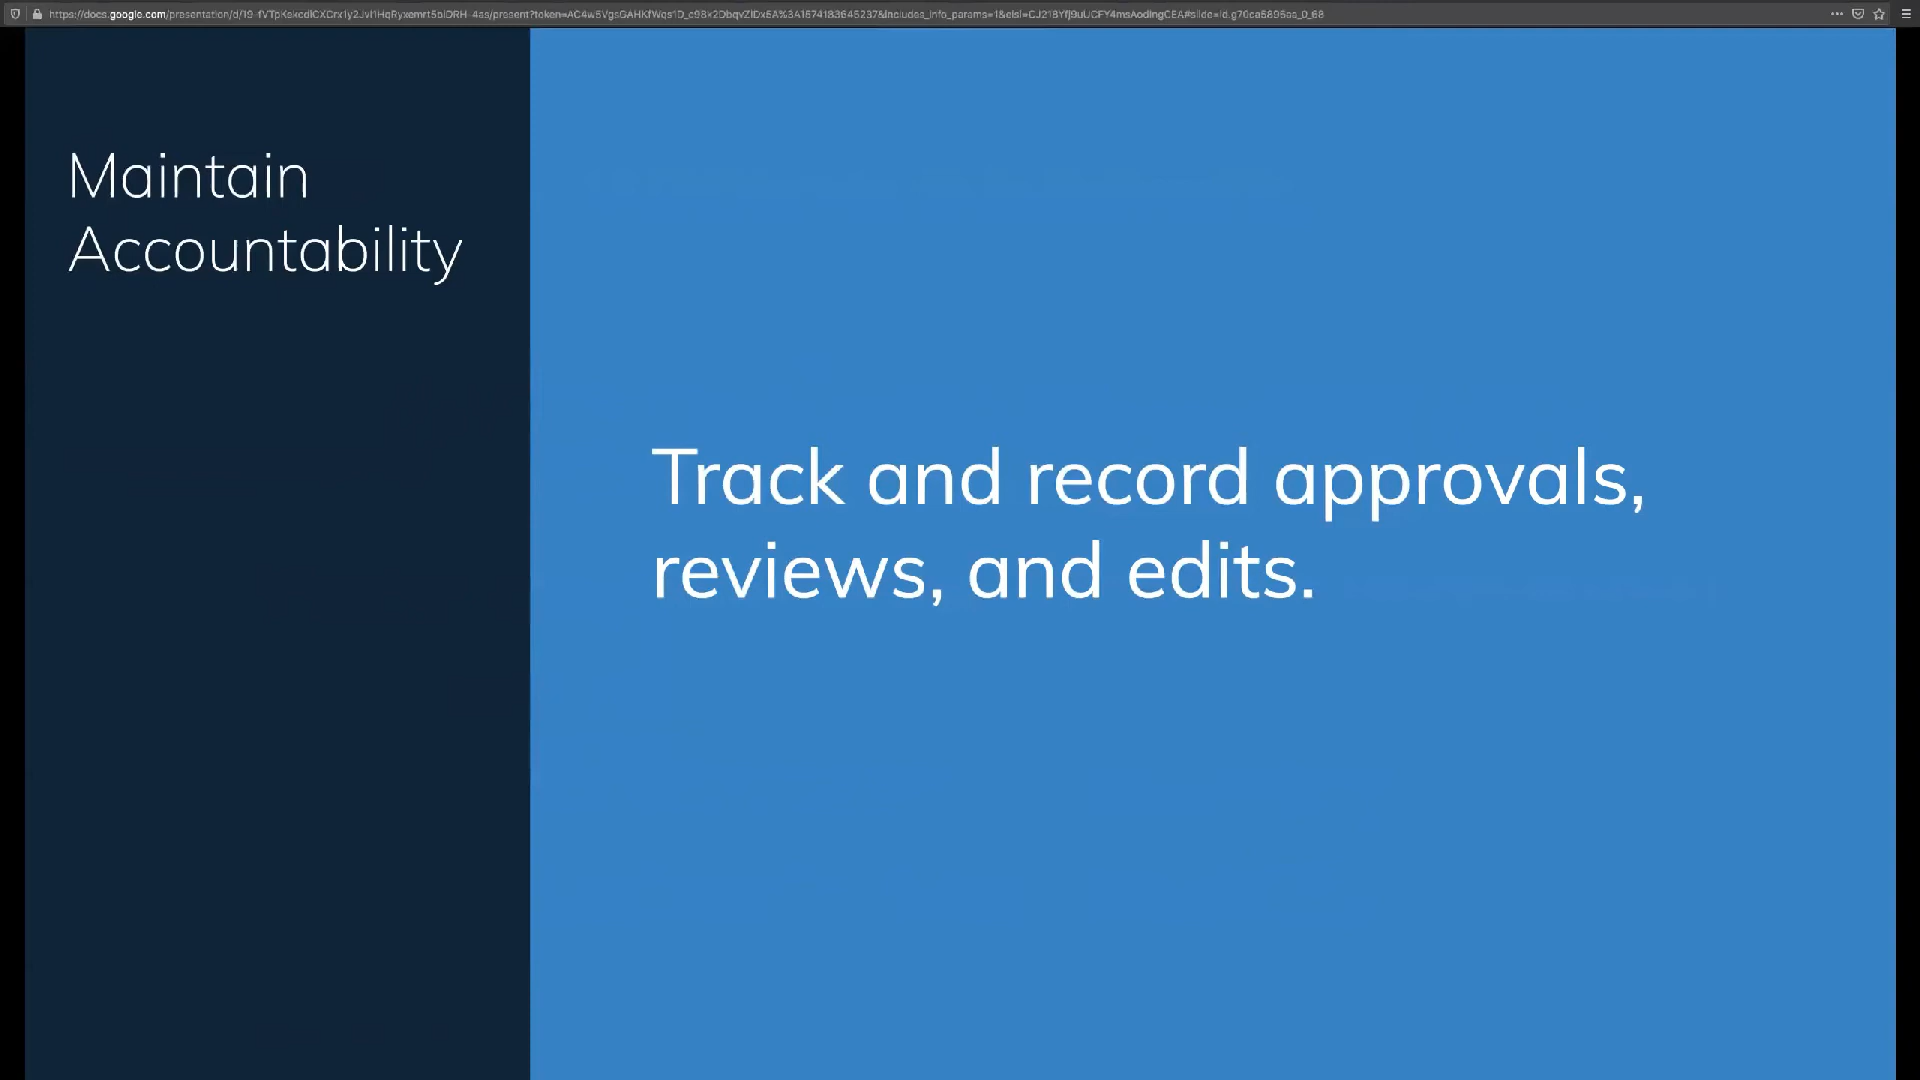 Maintain
Accountability
Track and record approvals,
reviews, and edits.